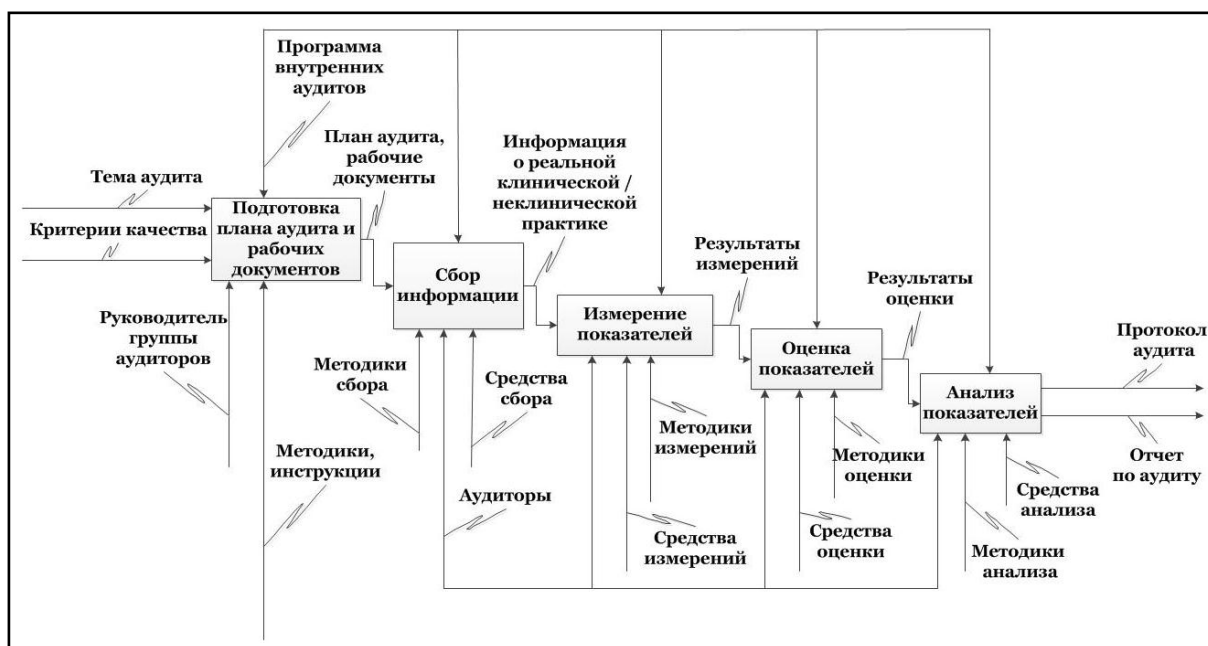 Программа
внутренних
аудитов
План аудита,
рабочие
документы
Информация
о реальной
клинической /
неклинической
практике
Тема аудита
Критерии качества
Подготовка
плана аудита и
рабочих
документов
Сбор
информации
Результаты
измерений
Измерение
показателей
Результаты
оценки
Оценка
показателей
Протокол
аудита
Анализ
показателей
Отчет
по аудиту
Руководитель
группы
аудиторов
Методики
сбора
Средства
сбора
Методики
измерений
Методики
оценки
Средства
анализа
Методики,
инструкции
Аудиторы
Средства
измерений
Средства
оценки
Методики
анализа